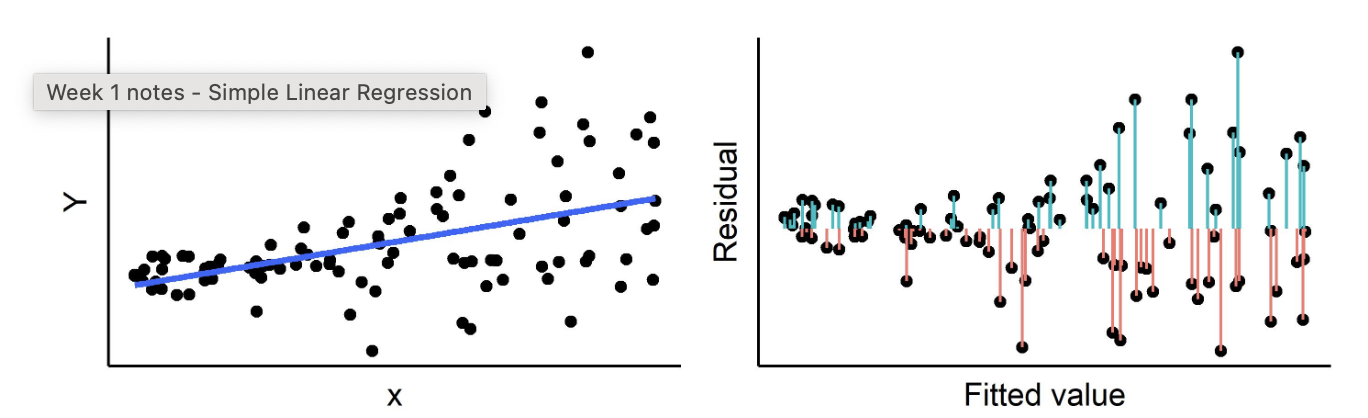 Week 1 notes - Simple Linear Regression
Y
x
Residual
Fitted value